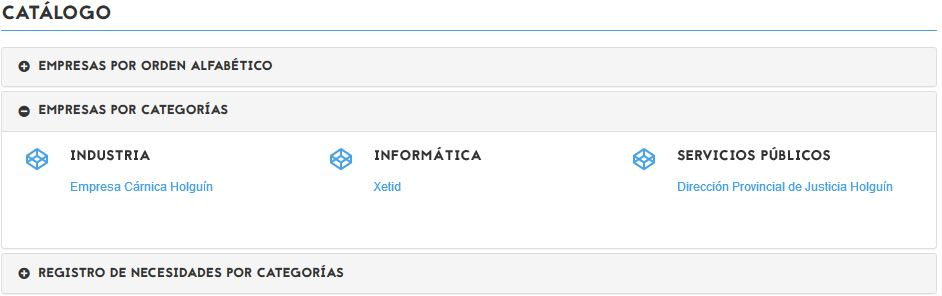 CATÁLOGO
EMPRESAS POR ORDEN ALFABÉTICO
EMPRESAS POR CATEGORÍAS
INDUSTRIA INFORMÁTICA SERVICIOS PÚBLICOS
Empresa Cárnica Holguín Xetid Dirección Provincial de Justicia Holguín
REGISTRO DE NECESIDADES POR CATEGORÍAS